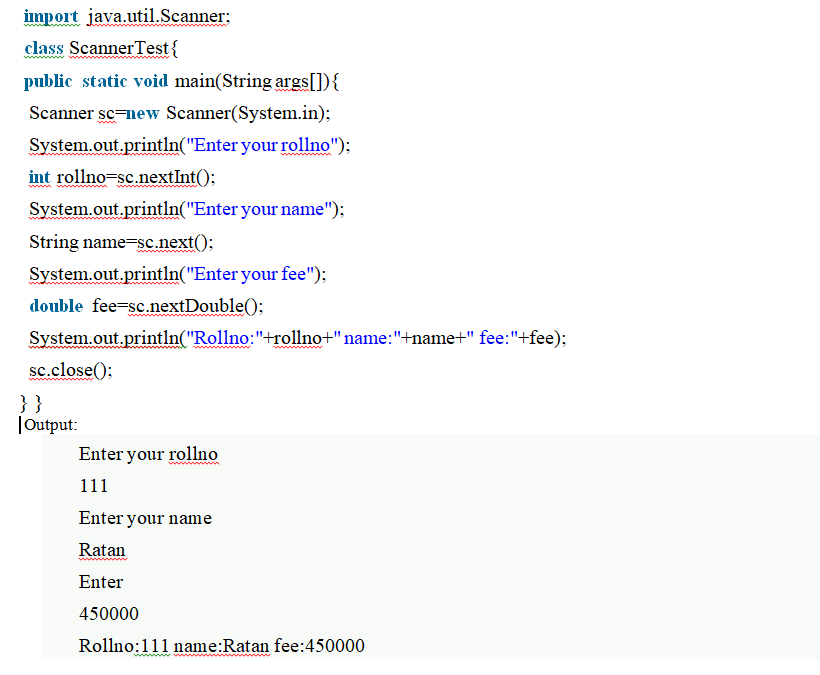 import java.util.Scanner;
class ScannerTest{
public static void main(String args[]){
Scanner sc=new Scanner(System.in);
System.out.println("Enter your rollno");
int rollno=sc.nextInt();
System.out.println("Enter your name");
String name=sc.next();
System.out.println("Enter your fee");
double fee=sc.nextDouble();
System.out.println("Rollno:"+rollno+" name:"+name+" fee:"+fee);
sc.close();
} }
Output:
Enter your rollno
111
Enter your name
Ratan
Enter
450000
Rollno:111 name:Ratan fee:450000